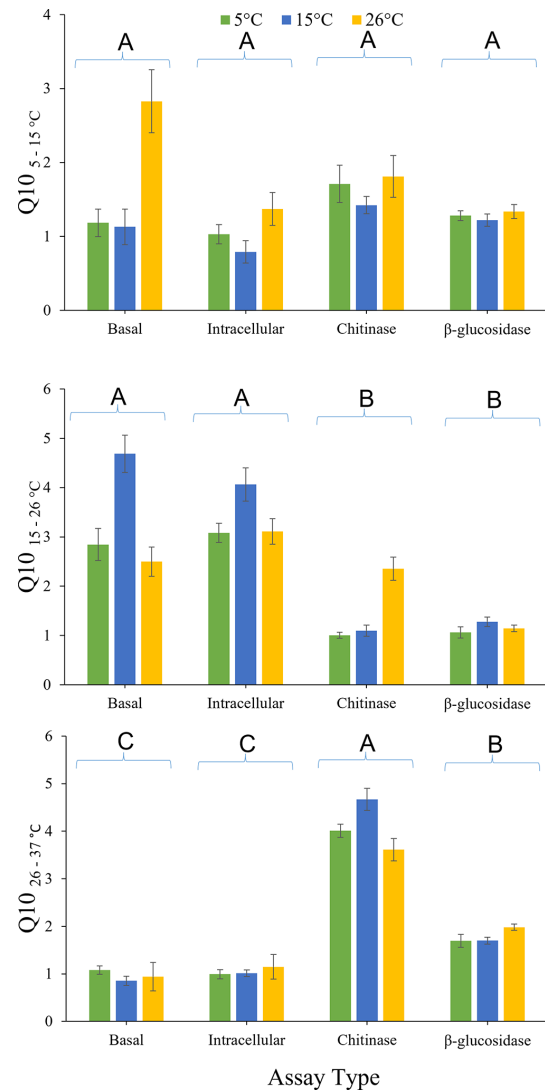 5°C 15°C 26°C
A A A A
4
3
2
1
0
Q10 5 - 15 °C
Basal Intracellular Chitinase β-glucosidase
A A B B
6
5
4
3
2
1
0
Q10 15 - 26 °C
Basal Intracellular Chitinase β-glucosidase
C C A B
6
5
4
3
2
1
0
Q10 26 - 37 °C
Basal Intracellular Chitinase β-glucosidase
Assay Type